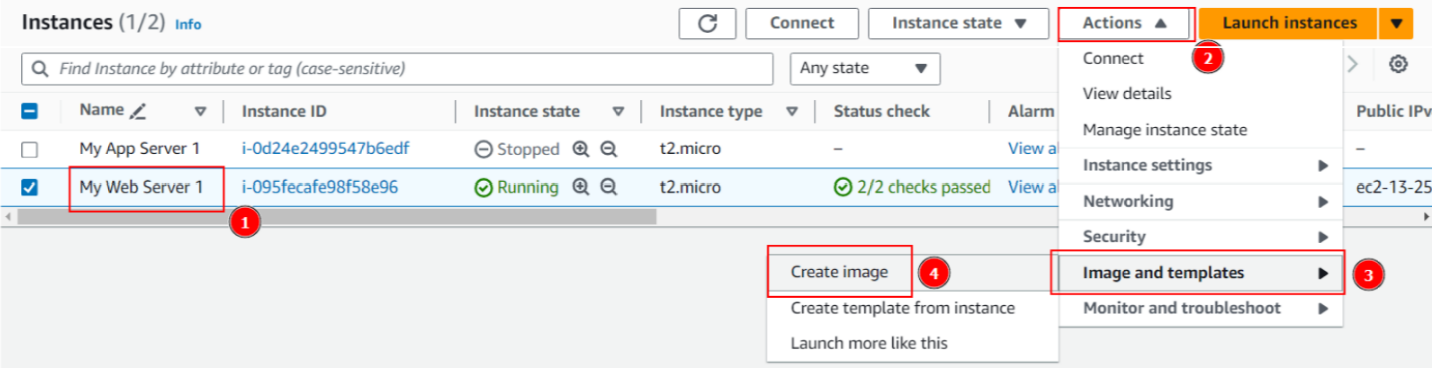 Instances (1/2) Info Connect Instance state Actions Launch instances
Find Instance by attribute or tag (case-sensitive) Any state
Connect 2
View details
Name Instance ID Instance state Instance type Status check Alarm Public IPv
Manage instance state
My App Server 1 i-0d24e2499547b6edf Stopped t2.micro – View al –
Instance settings
My Web Server 1 i-095fecafe98f58e96 Running t2.micro 2/2 checks passed View al ec2-13-25
1
Networking
Security
Image and templates 3
Monitor and troubleshoot
Create image 4
Create template from instance
Launch more like this